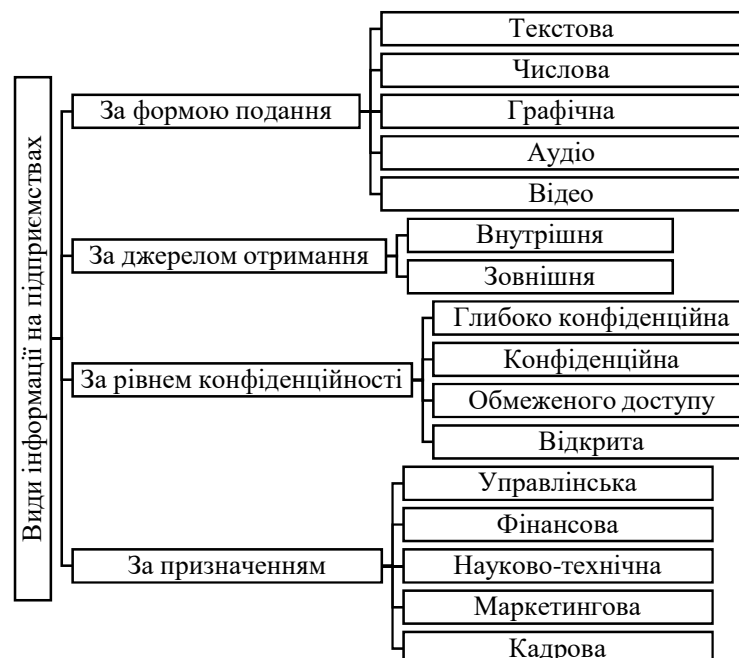 Види інформації на підприємствах
За формою подання
Текстова
Числова
Графічна
Аудіо
Відео
За джерелом отримання
Внутрішня
Зовнішня
За рівнем конфіденційності
Глибоко конфіденційна
Конфіденційна
Обмеженого доступу
Відкрита
За призначенням
Управлінська
Фінансова
Науково-технічна
Маркетингова
Кадрова